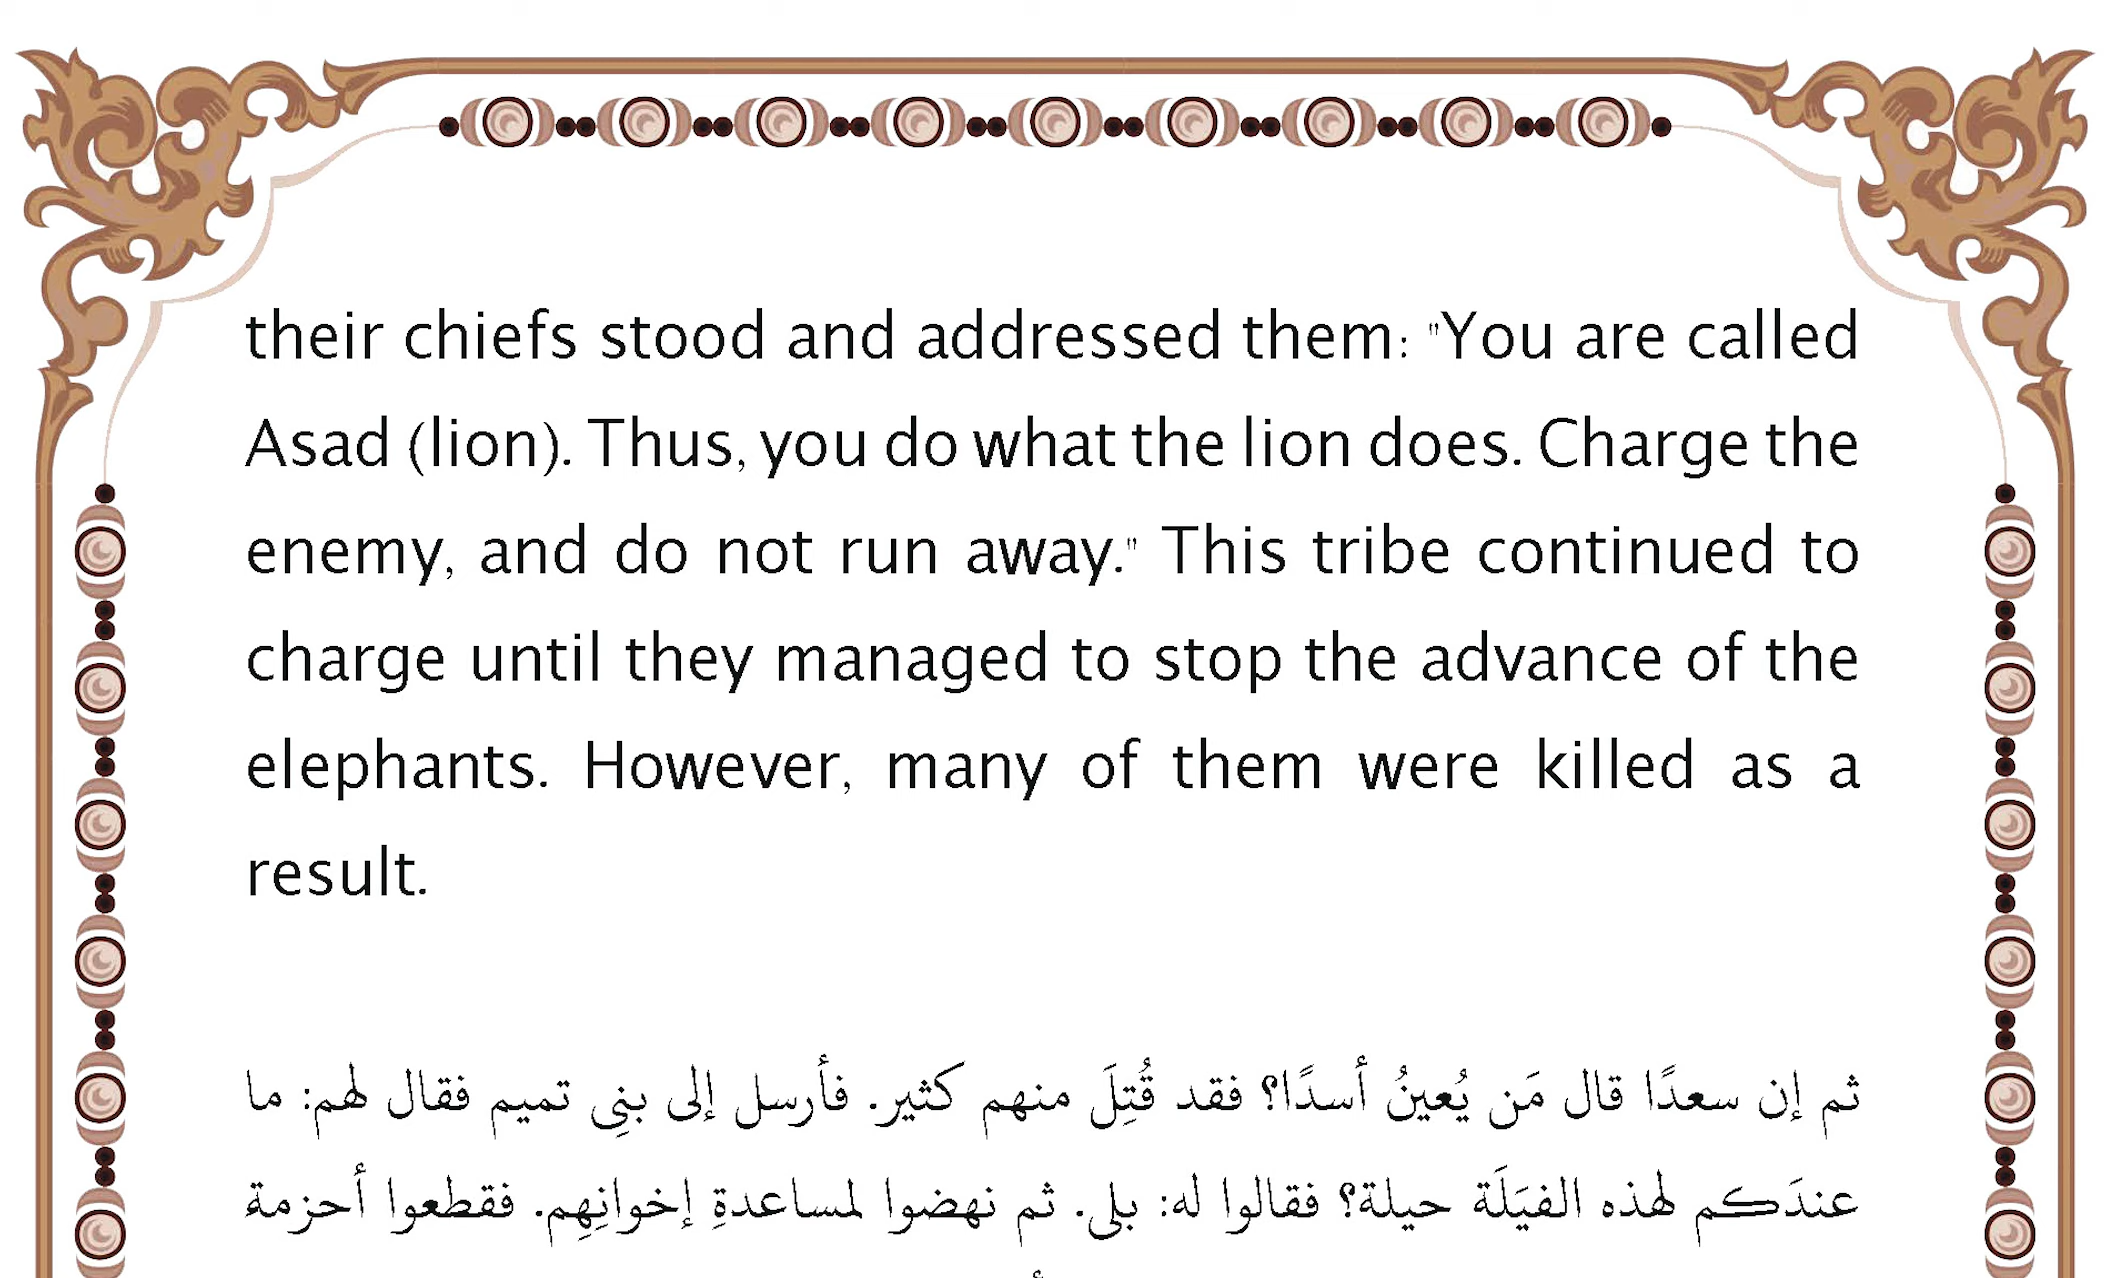 their chiefs stood and addressed them: "You are called
Asad (lion). Thus, you do what the lion does. Charge the
enemy, and do not run away." This tribe continued to
charge until they managed to stop the advance of the
elephants. However, many of them were killed as a
result.
ثم إن سعدًا قال مَن يُعينُ أسدًا؟ فقد قُتِلَ منهم كثير. فأرسل إلى بنِي تميم فقال لهم: ما
عندَكم لهذه الفيَلَة حيلة؟ فقالوا له: بلى. ثم نهضوا لمساعدةِ إخوانِهِم. فقطعوا أحزمة